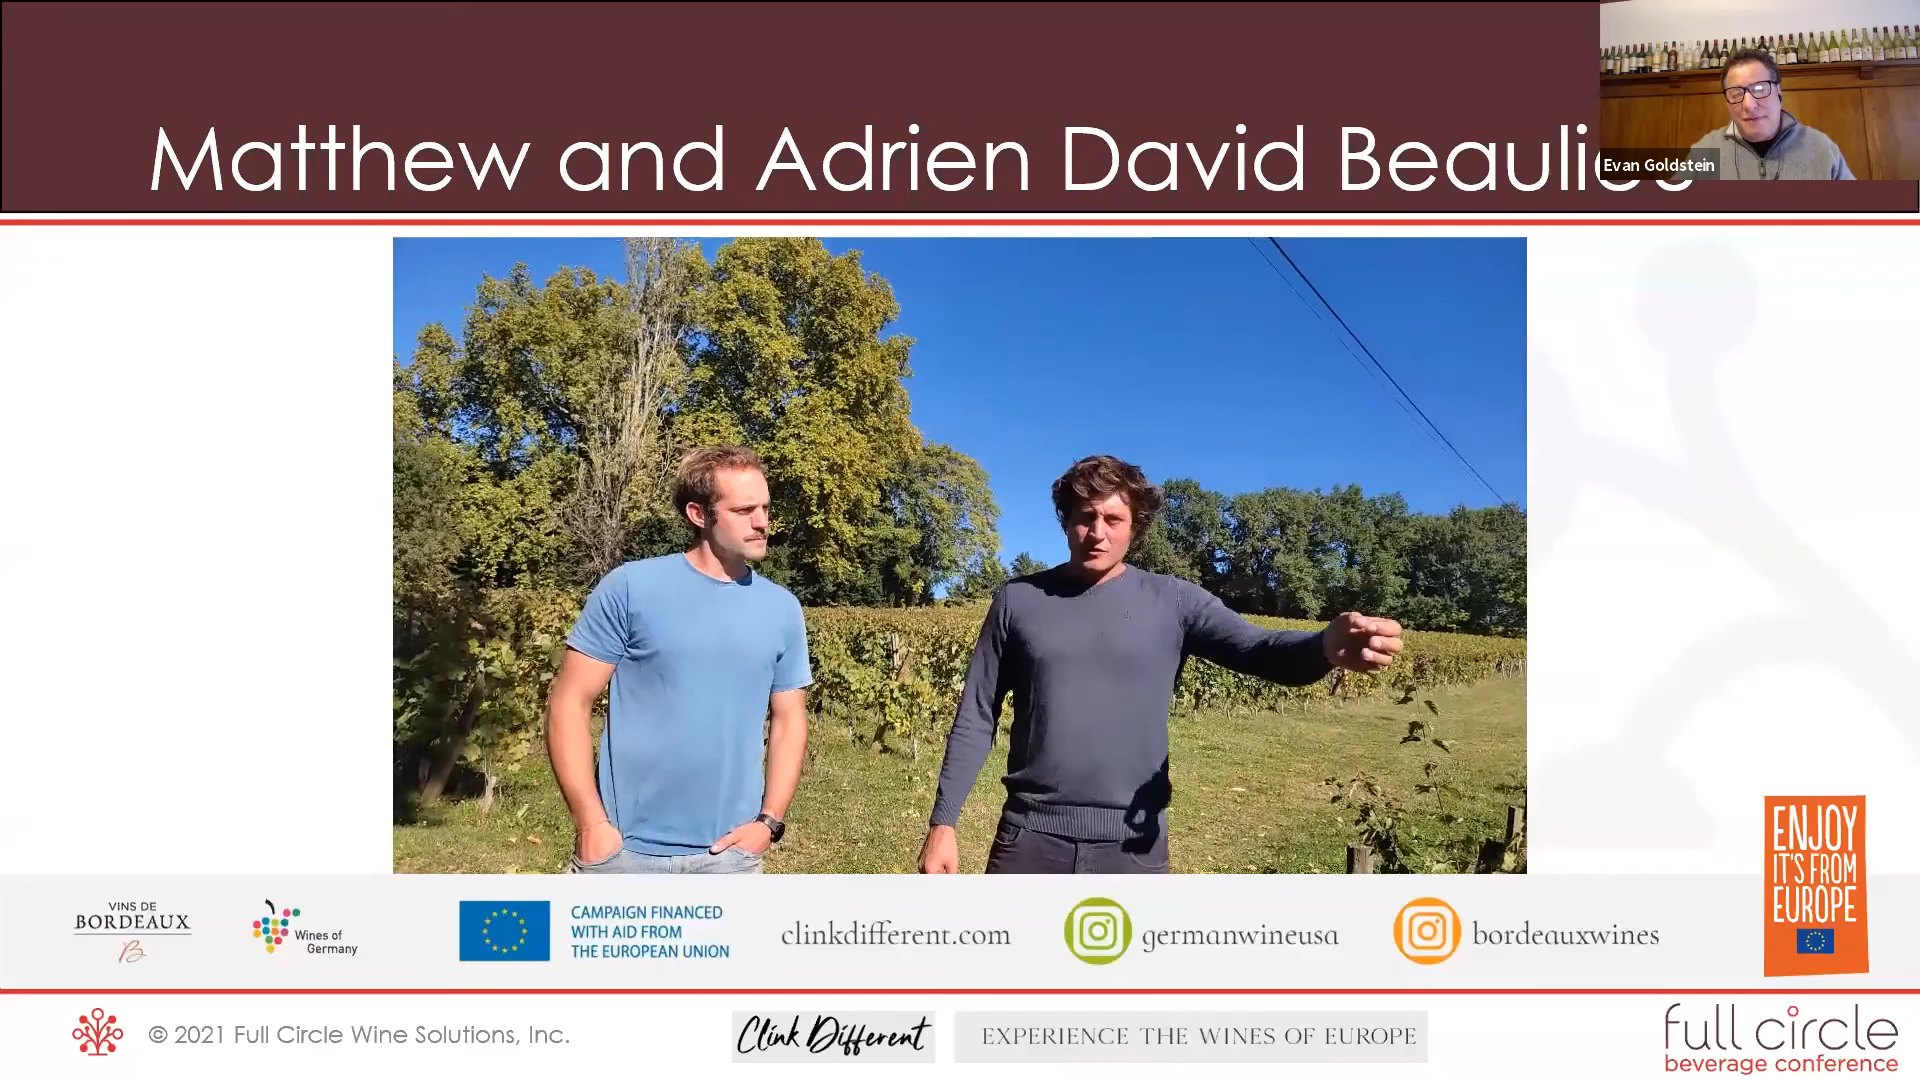 Matthew and Adrien David Beaulieu
Evan Goldstein
VINS DE
BORDEAUX
B
Wines of
Germany
CAMPAIGN FINANCED
WITH AID FROM
THE EUROPEAN UNION
clinkdifferent.com
germanwineusa
bordeauxwines
ENJOY
IT'S FROM
EUROPE
© 2021 Full Circle Wine Solutions, Inc.
Clink Different
EXPERIENCE THE WINES OF EUROPE
full circle
beverage conference